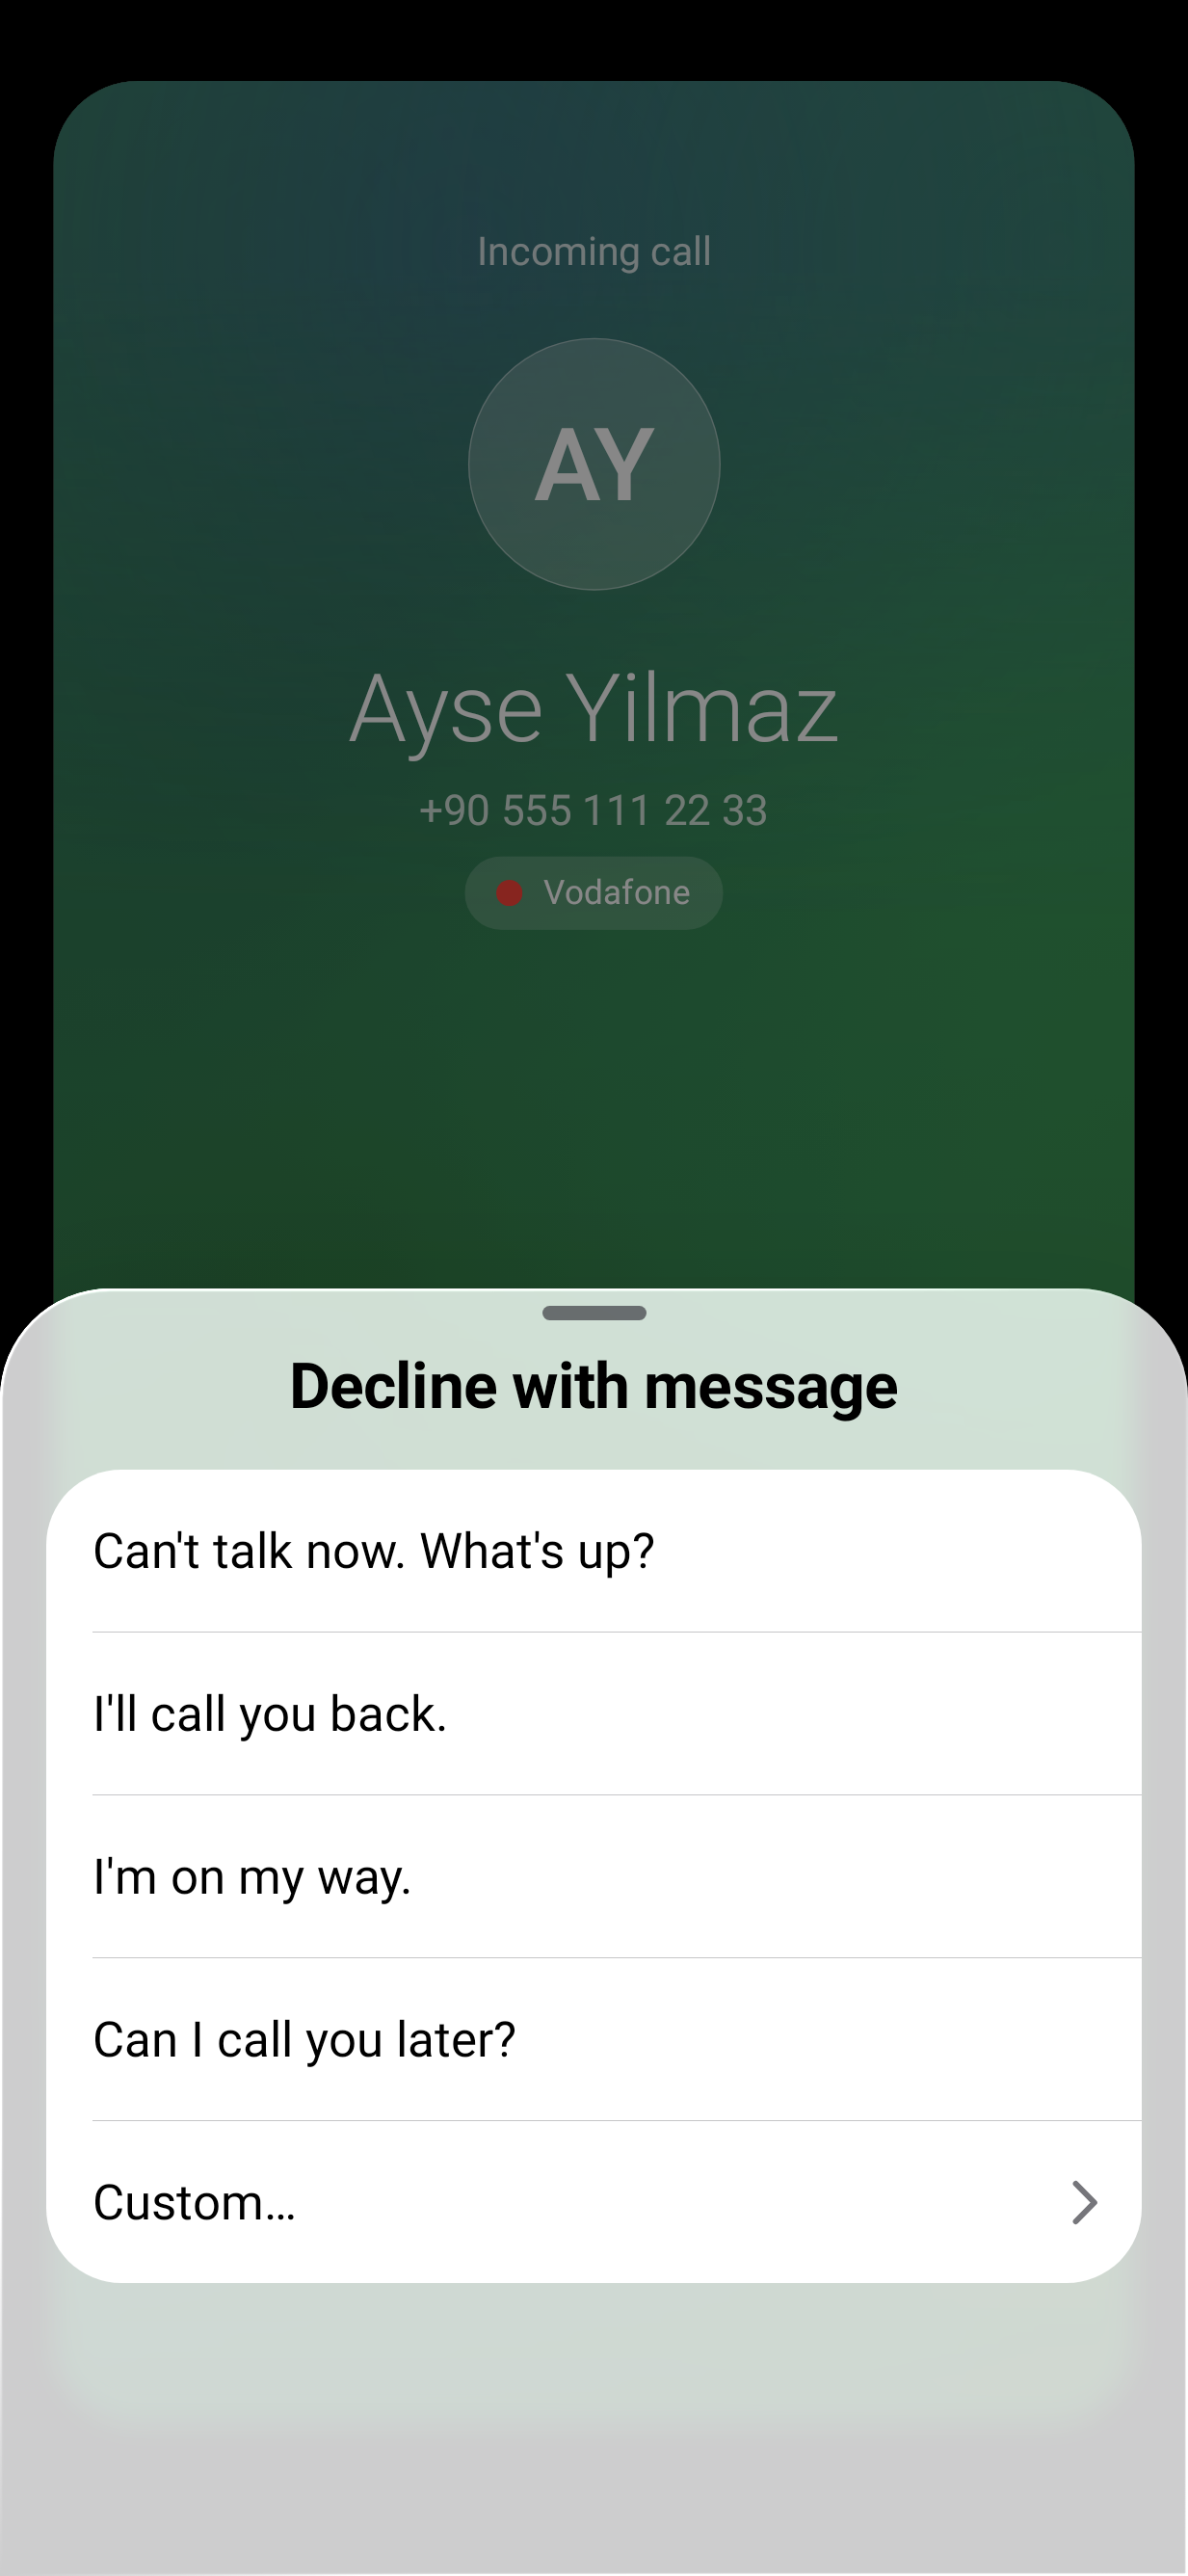 Incoming call
AY
Ayse Yilmaz
+90 555 111 22 33
Vodafone
Decline with message
Can't talk now. What's up?
I'll call you back.
I'm on my way.
Can I call you later?
Custom...